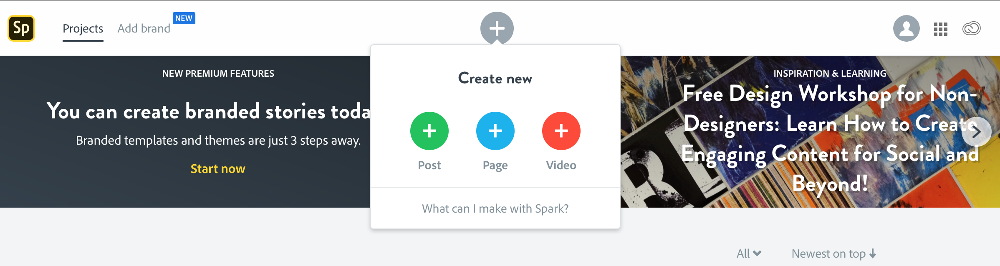 Sp
Projects
Add brand
NEW
NEW PREMIUM FEATURES
You can create branded stories toda
Branded templates and themes are just 3 steps away.
Start now
Create new
Post
Page
Video
What can I make with Spark?
INSPIRATION & LEARNING
Free Design Workshop for Non-
Designers: Learn How to Create
Engaging Content for Social and
Beyond!
All
Newest on top